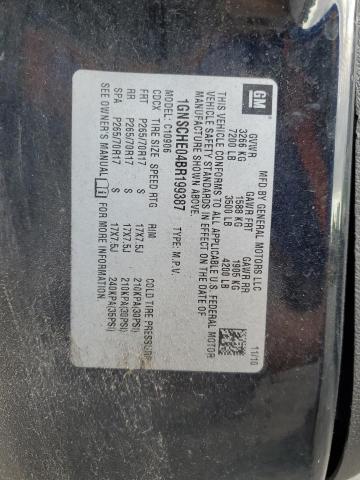 GM
MFD BY GENERAL MOTORS LLC 11/10
GVWR GAWR FRT GAWR RR
3266 KG 1588 KG 1905 KG
7200 LB 3500 LB 4200 LB
THIS VEHICLE CONFORMS TO ALL APPLICABLE U.S. FEDERAL MOTOR
VEHICLE SAFETY STANDARDS IN EFFECT ON THE DATE OF
MANUFACTURE SHOWN ABOVE.
1GNSCHE04BR199387 TYPE: M.P.V.
CDCX C10906
TIRE SIZE SPEED RTG RIM COLD TIRE PRESSURE
FRT P265/70R17 S 17X7.5J 210KPA(30PSI)
RR P265/70R17 S 17X7.5J 210KPA(30PSI)
SPA P265/70R17 S 17X7.5J 240KPA(35PSI)
SEE OWNER'S MANUAL i FOR MORE INFORMATION.